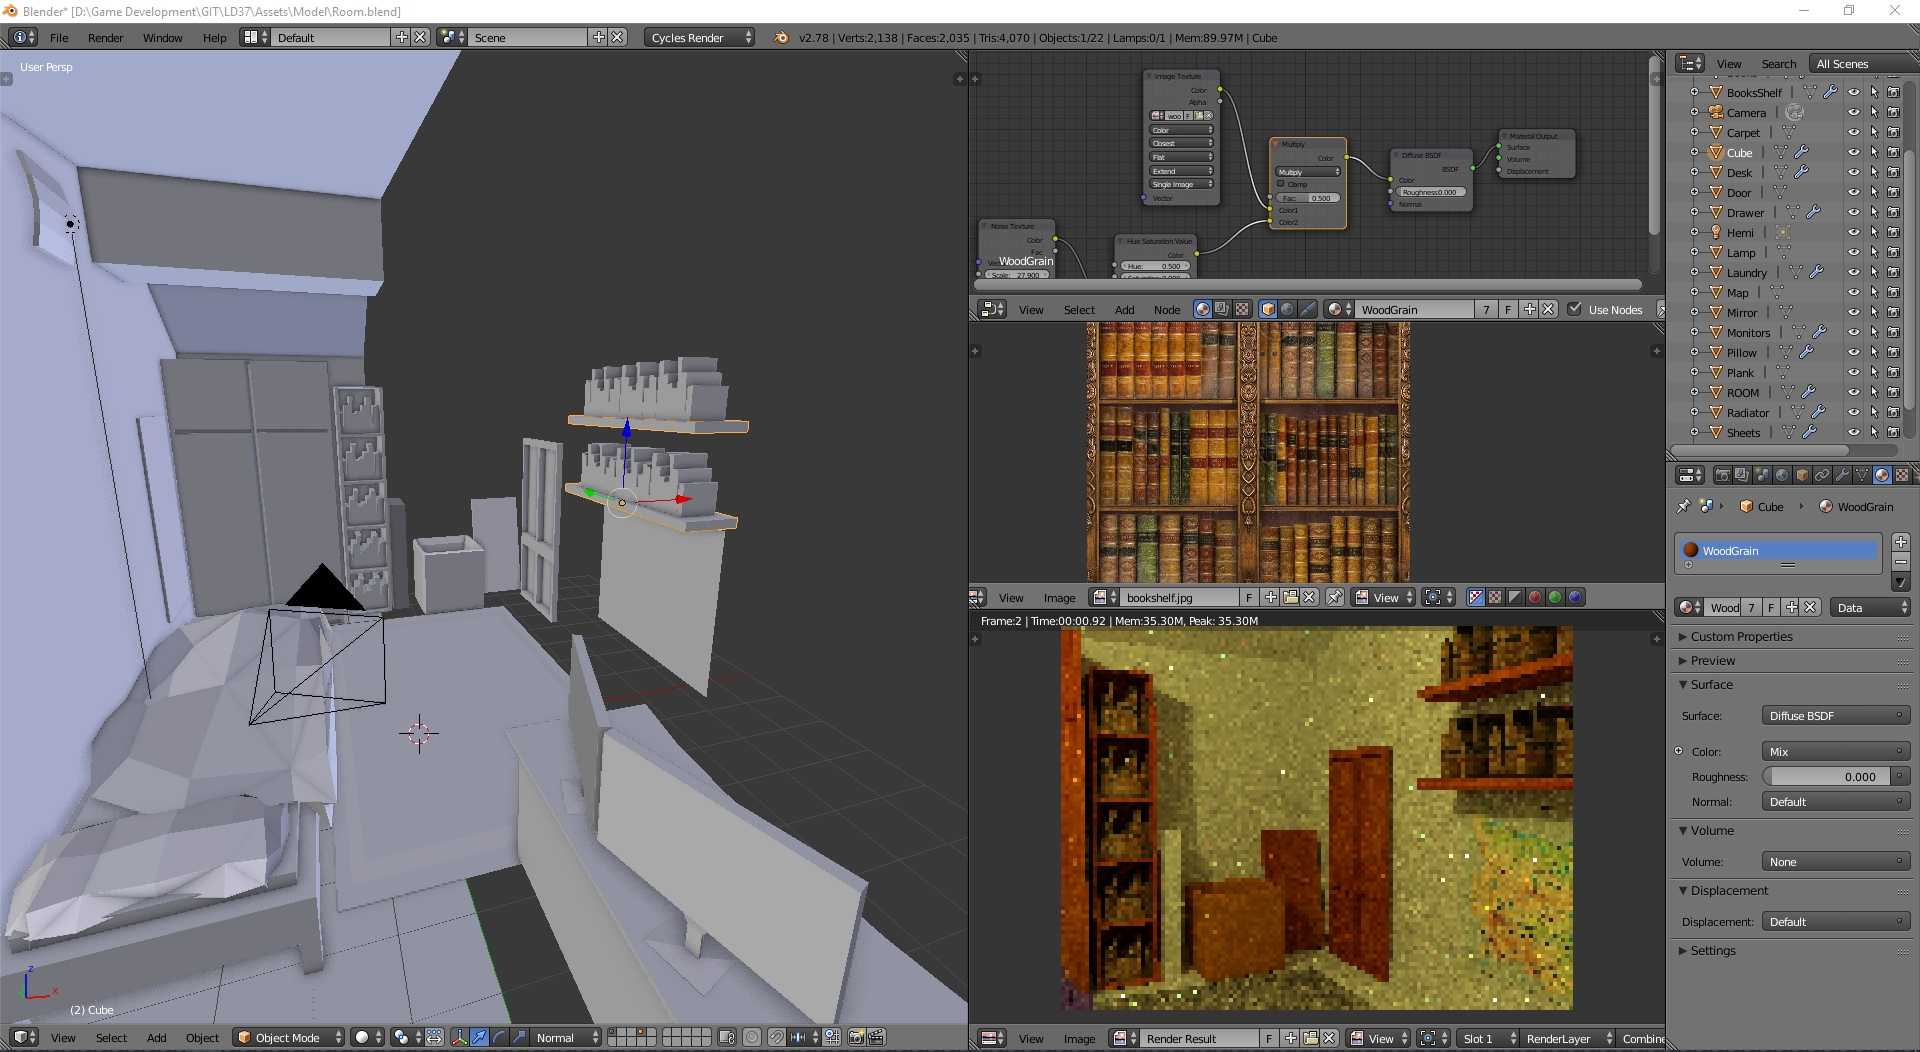 Blender* [D:\Game Development\GIT\LD37\Assets\Model\Room.blend]
File Render Window Help Default Scene Cycles Render v2.78 | Verts:2,138 | Faces:2,035 | Tris:4,070 | Objects:1/22 | Lamps:0/1 | Mem:89.97M | Cube
User Persp
(2) Cube
View Select Add Object Object Mode Normal
Image Texture
Color
Alpha
woo F
Color
Closest
Flat
Extend
Single Image
Vector
Noise Texture
Color
Fac
WoodGrain
Scale: 27.900
Hue Saturation Value
Color
Hue: 0.500
Multiply
Color
Multiply
Clamp
Fac: 0.500
Color1
Color2
Diffuse BSDF
BSDF
Color
Roughness:0.000
Normal
Material Output
Surface
Volume
Displacement
View Select Add Node WoodGrain 7 F Use Nodes
View Image bookshelf.jpg F View
Frame:2 | Time:00:00.92 | Mem:35.30M, Peak: 35.30M
View Image Render Result F View Slot 1 RenderLayer Combine
View Search All Scenes
BooksShelf
Camera
Carpet
Cube
Desk
Door
Drawer
Hemi
Lamp
Laundry
Map
Mirror
Monitors
Pillow
Plank
ROOM
Radiator
Sheets
Cube WoodGrain
WoodGrain
Wood 7 F Data
Custom Properties
Preview
Surface
Surface: Diffuse BSDF
Color: Mix
Roughness: 0.000
Normal: Default
Volume
Volume: None
Displacement
Displacement: Default
Settings